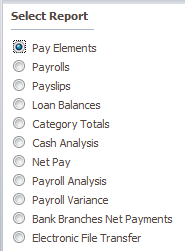 Select Report
Pay Elements
Payrolls
Payslips
Loan Balances
Category Totals
Cash Analysis
Net Pay
Payroll Analysis
Payroll Variance
Bank Branches Net Payments
Electronic File Transfer